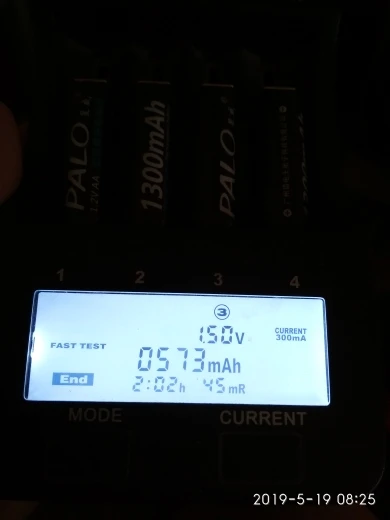 PALO
1.2V AA
1300mAh
PALO
1 2 3 4
3
1.50V
CURRENT
300mA
FAST TEST
0573mAh
End
2:02h 45mR
MODE CURRENT
2019-5-19 08:25